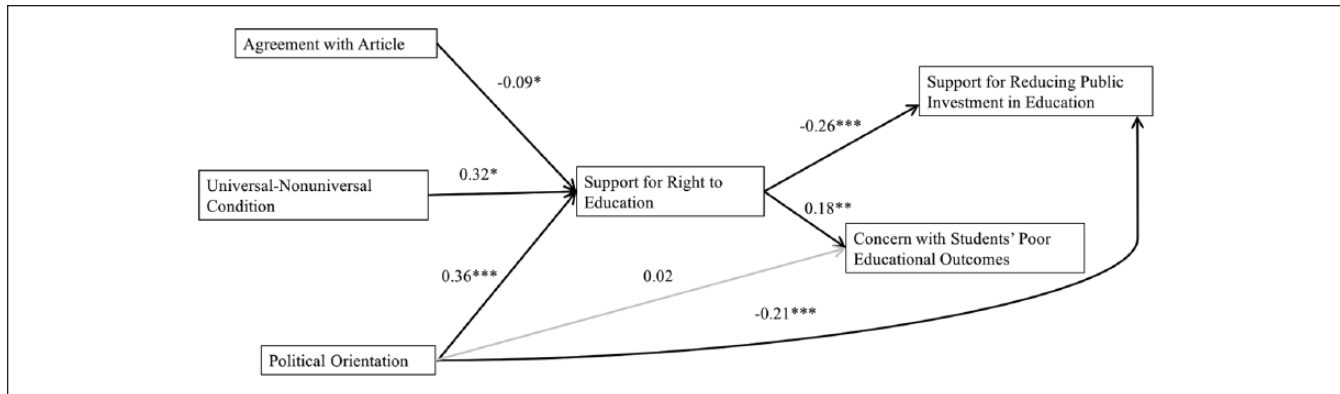 Agreement with Article
-0.09*
Support for Reducing Public
Investment in Education
-0.26***
Universal-Nonuniversal
Condition
0.32*
Support for Right to
Education
0.18**
Concern with Students' Poor
Educational Outcomes
0.36***
0.02
-0.21***
Political Orientation